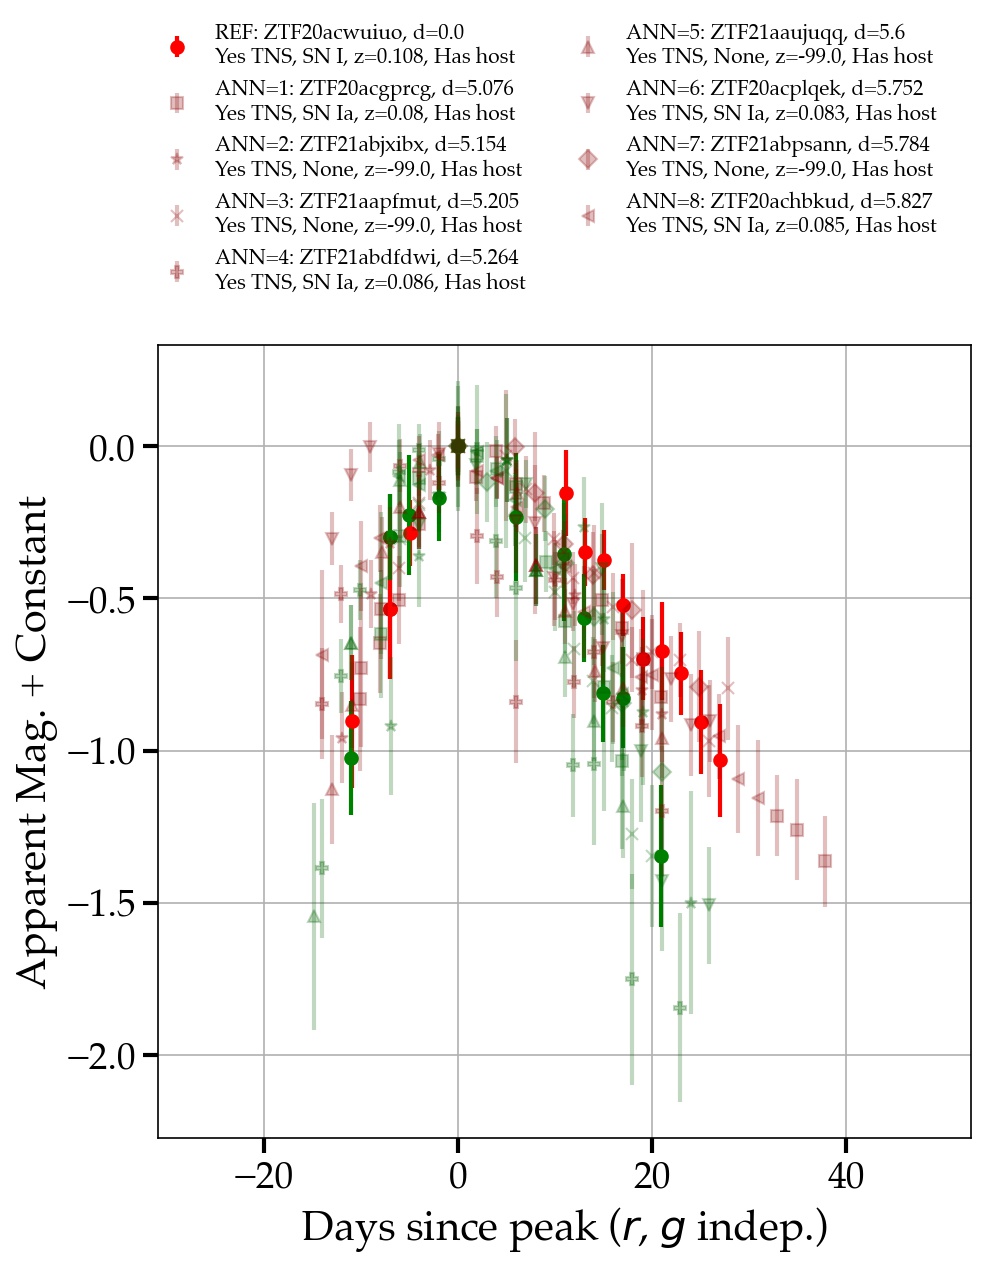 REF: ZTF20acwuiuo, d=0.0
Yes TNS, SN I, z=0.108, Has host
ANN=1: ZTF20acgprcg, d=5.076
Yes TNS, SN Ia, z=0.08, Has host
ANN=2: ZTF21abjxibx, d=5.154
Yes TNS, None, z=-99.0, Has host
ANN=3: ZTF21aapfmut, d=5.205
Yes TNS, None, z=-99.0, Has host
ANN=4: ZTF21abdfdwi, d=5.264
Yes TNS, SN Ia, z=0.086, Has host
ANN=5: ZTF21aaujuqq, d=5.6
Yes TNS, None, z=-99.0, Has host
ANN=6: ZTF20acplqek, d=5.752
Yes TNS, SN Ia, z=0.083, Has host
ANN=7: ZTF21abpsann, d=5.784
Yes TNS, None, z=-99.0, Has host
ANN=8: ZTF20achbkud, d=5.827
Yes TNS, SN Ia, z=0.085, Has host
Apparent Mag. + Constant
0.0
−0.5
−1.0
−1.5
−2.0
−20
0
20
40
Days since peak (r, g indep.)